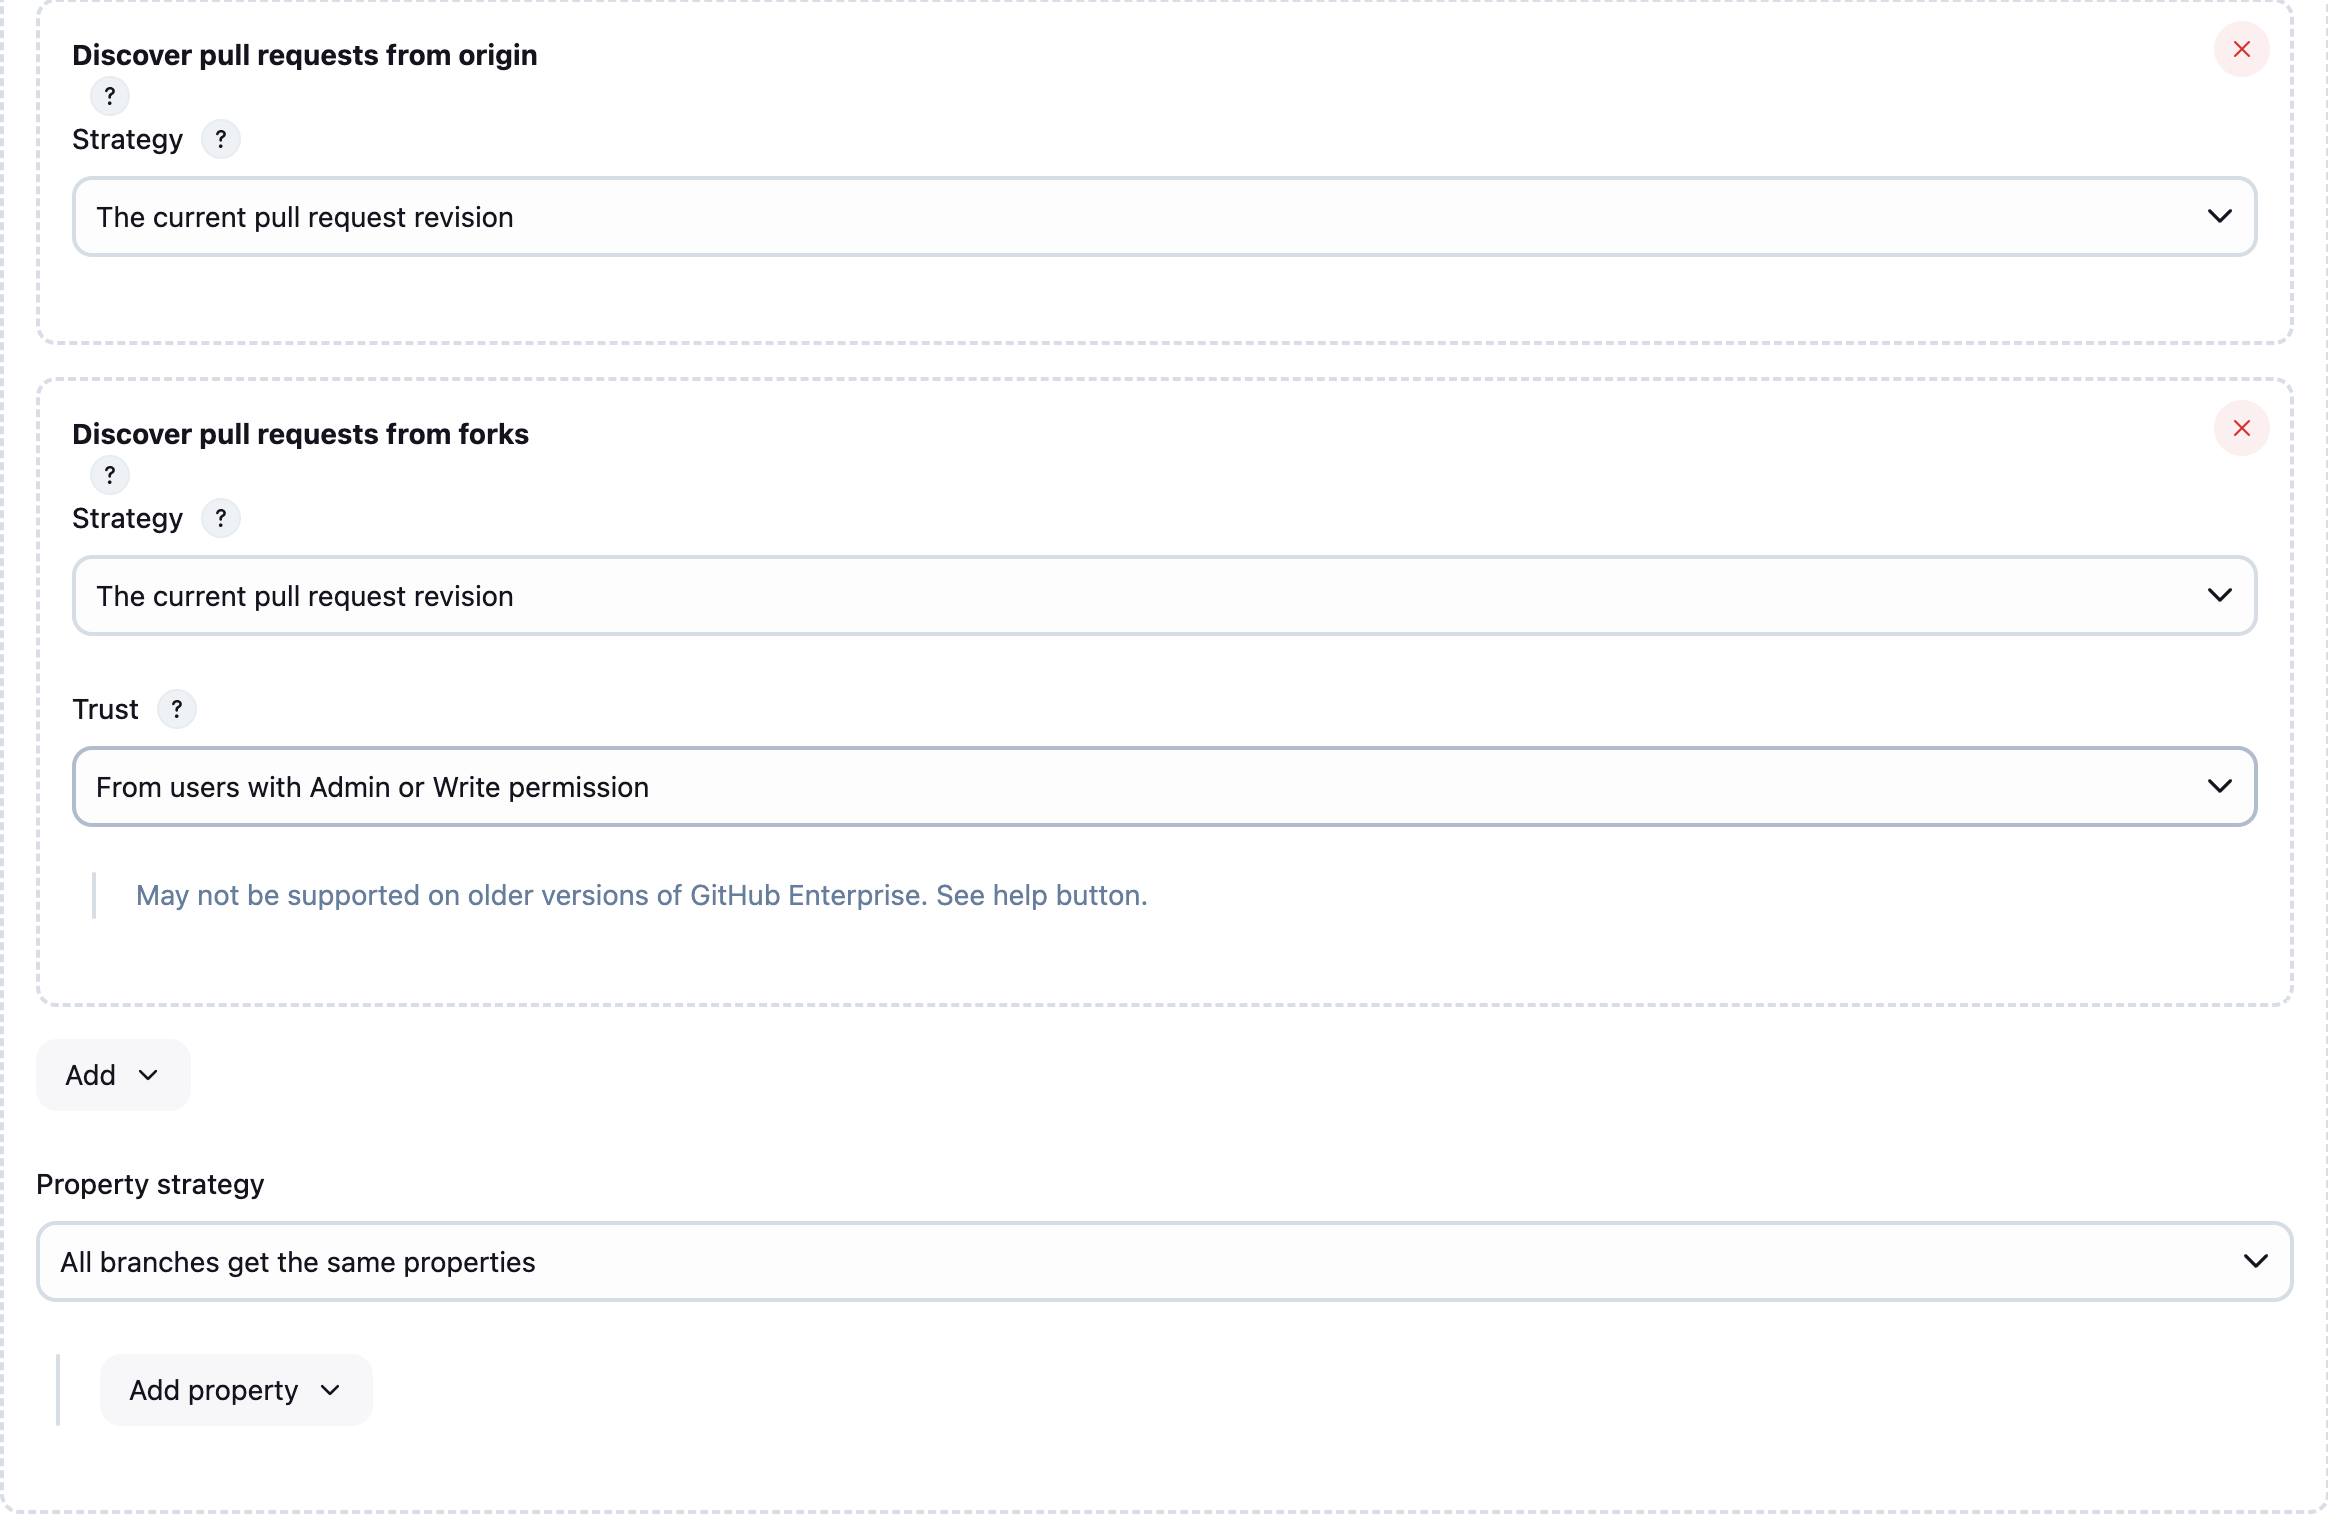 Discover pull requests from origin
?
Strategy ?
The current pull request revision
Discover pull requests from forks
?
Strategy ?
The current pull request revision
Trust ?
From users with Admin or Write permission
May not be supported on older versions of GitHub Enterprise. See help button.
Add
Property strategy
All branches get the same properties
Add property